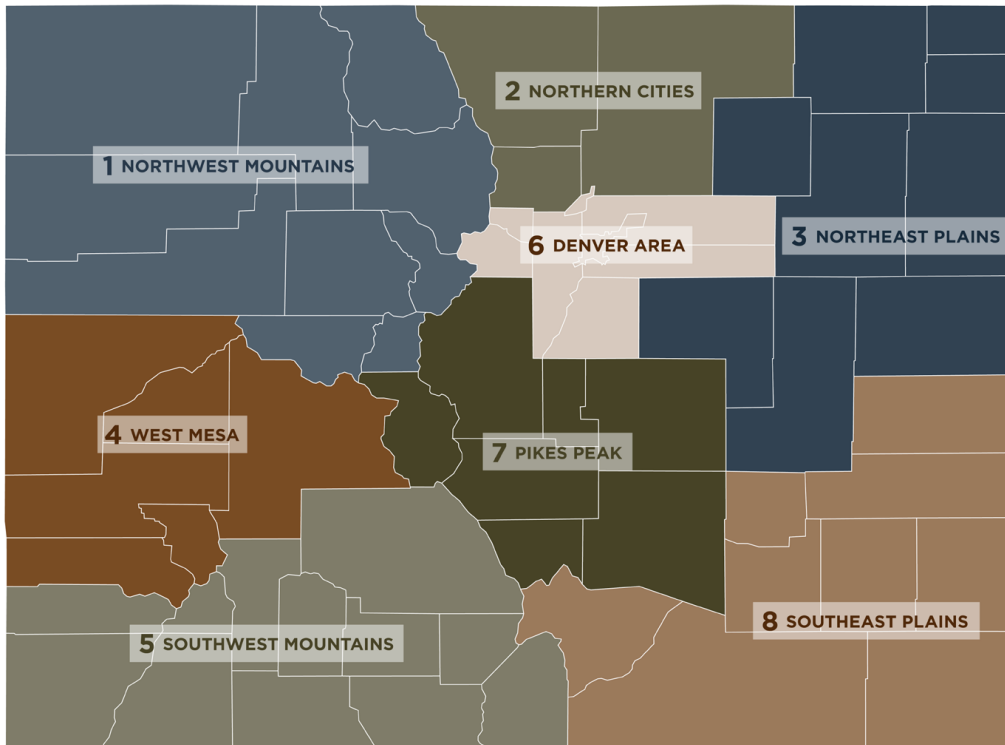 2 NORTHERN CITIES
1 NORTHWEST MOUNTAINS
3 NORTHEAST PLAINS
6 DENVER AREA
4 WEST MESA
7 PIKES PEAK
8 SOUTHEAST PLAINS
5 SOUTHWEST MOUNTAINS